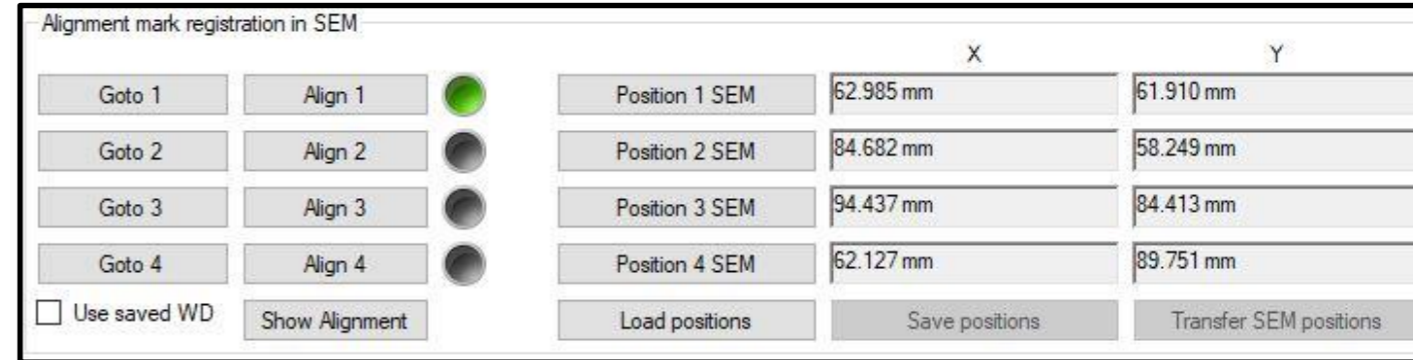 Alignment mark registration in SEM
X Y
Goto 1 Align 1 Position 1 SEM 62.985 mm 61.910 mm
Goto 2 Align 2 Position 2 SEM 84.682 mm 58.249 mm
Goto 3 Align 3 Position 3 SEM 94.437 mm 84.413 mm
Goto 4 Align 4 Position 4 SEM 62.127 mm 89.751 mm
Use saved WD Show Alignment Load positions Save positions Transfer SEM positions